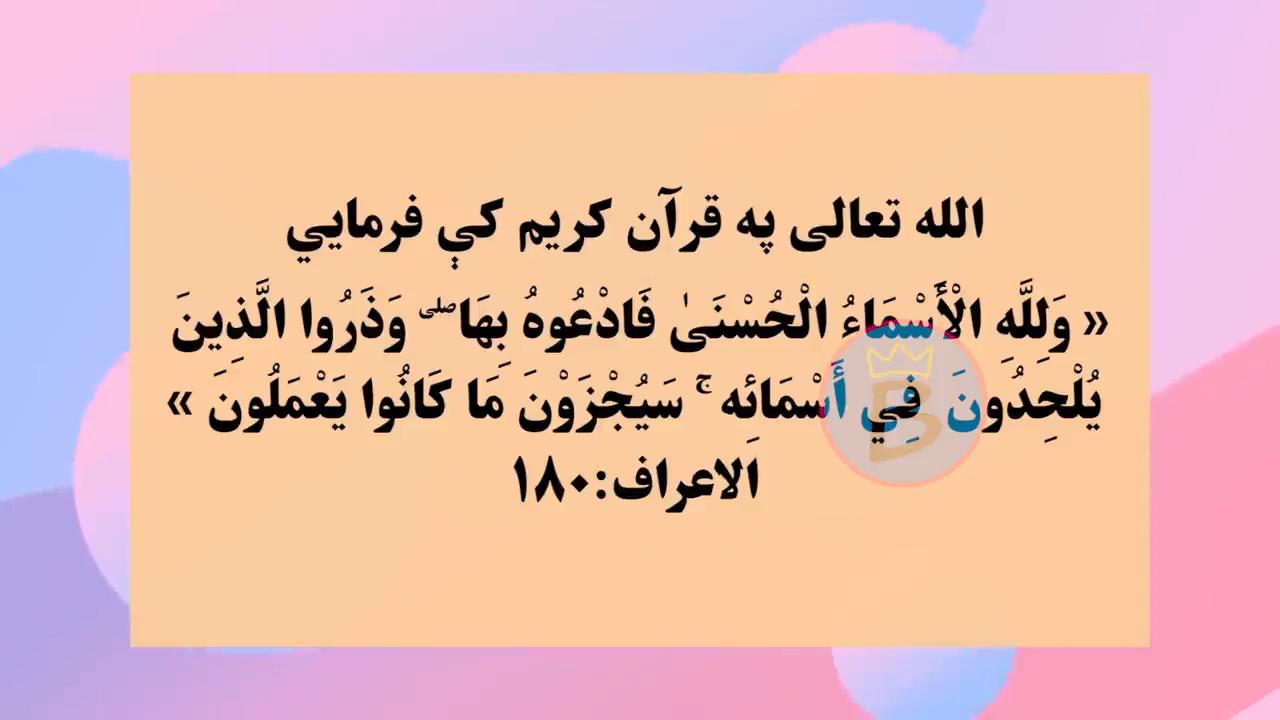 الله تعالی په قرآن کریم کې فرمايي
« وَلِلَّهِ الْأَسْمَاءُ الْحُسْنَىٰ فَادْعُوهُ بِهَا ۖ وَذَرُوا الَّذِينَ
يُلْحِدُونَ فِي أَسْمَائِه ۚ سَيُجْزَوْنَ مَا كَانُوا يَعْمَلُونَ »
الاعراف:۱۸۰
B